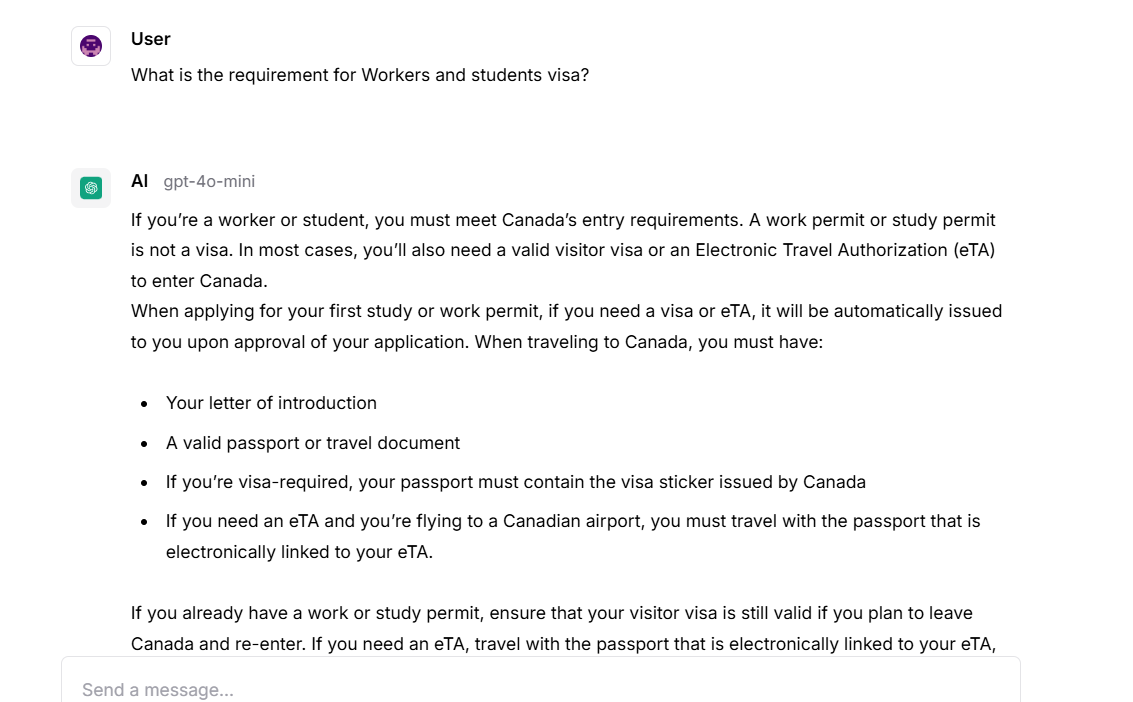 User
What is the requirement for Workers and students visa?
AI gpt-4o-mini
If you’re a worker or student, you must meet Canada’s entry requirements. A work permit or study permit
is not a visa. In most cases, you’ll also need a valid visitor visa or an Electronic Travel Authorization (eTA)
to enter Canada.
When applying for your first study or work permit, if you need a visa or eTA, it will be automatically issued
to you upon approval of your application. When traveling to Canada, you must have:
• Your letter of introduction
• A valid passport or travel document
• If you’re visa-required, your passport must contain the visa sticker issued by Canada
• If you need an eTA and you’re flying to a Canadian airport, you must travel with the passport that is
electronically linked to your eTA.
If you already have a work or study permit, ensure that your visitor visa is still valid if you plan to leave
Canada and re-enter. If you need an eTA, travel with the passport that is electronically linked to your eTA,
Send a message...